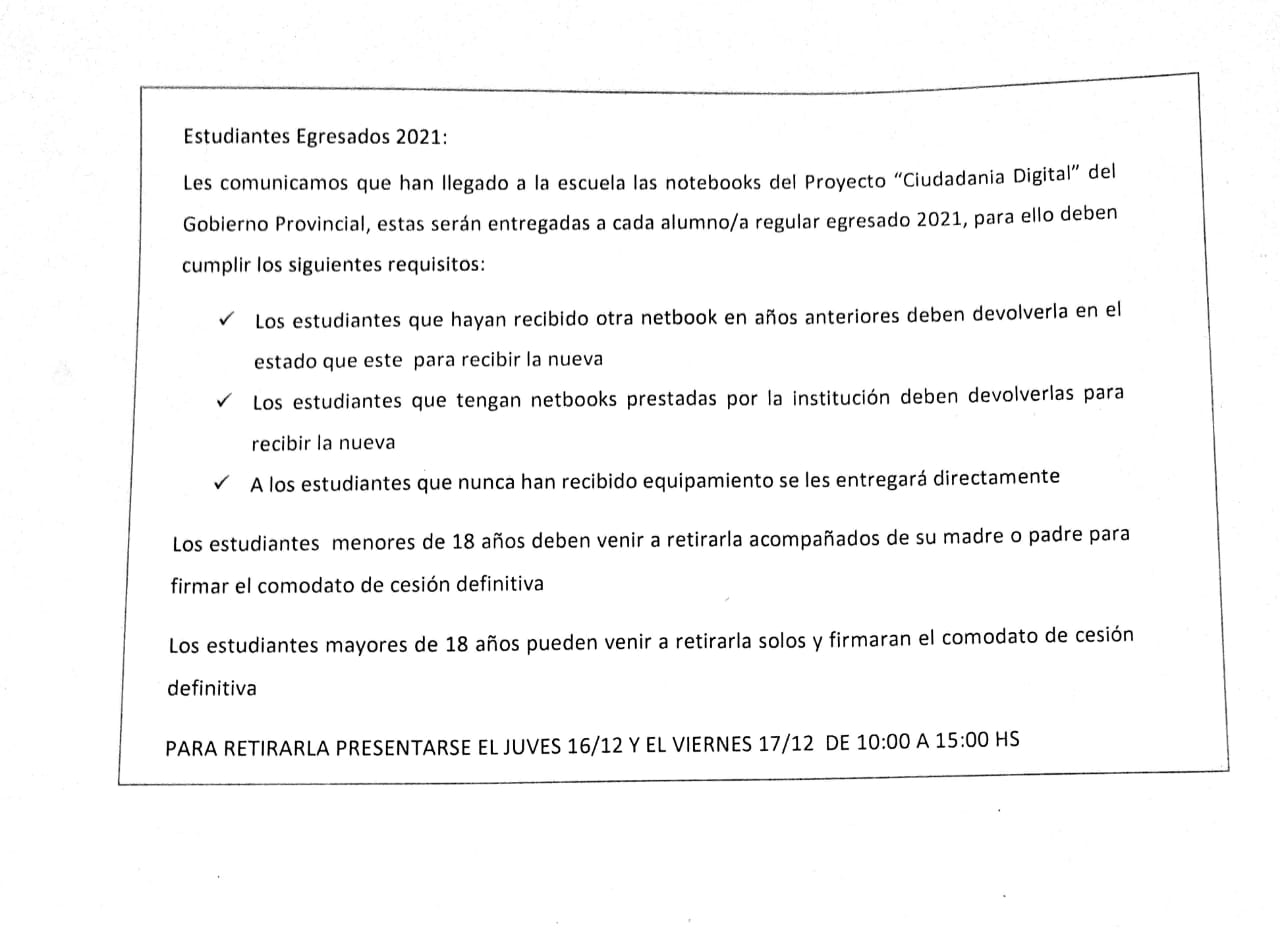 Estudiantes Egresados 2021:
Les comunicamos que han llegado a la escuela las notebooks del Proyecto “Ciudadania Digital” del
Gobierno Provincial, estas serán entregadas a cada alumno/a regular egresado 2021, para ello deben
cumplir los siguientes requisitos:
✓ Los estudiantes que hayan recibido otra netbook en años anteriores deben devolverla en el
estado que este para recibir la nueva
✓ Los estudiantes que tengan netbooks prestadas por la institución deben devolverlas para
recibir la nueva
✓ A los estudiantes que nunca han recibido equipamiento se les entregará directamente
Los estudiantes menores de 18 años deben venir a retirarla acompañados de su madre o padre para
firmar el comodato de cesión definitiva
Los estudiantes mayores de 18 años pueden venir a retirarla solos y firmaran el comodato de cesión
definitiva
PARA RETIRARLA PRESENTARSE EL JUVES 16/12 Y EL VIERNES 17/12 DE 10:00 A 15:00 HS